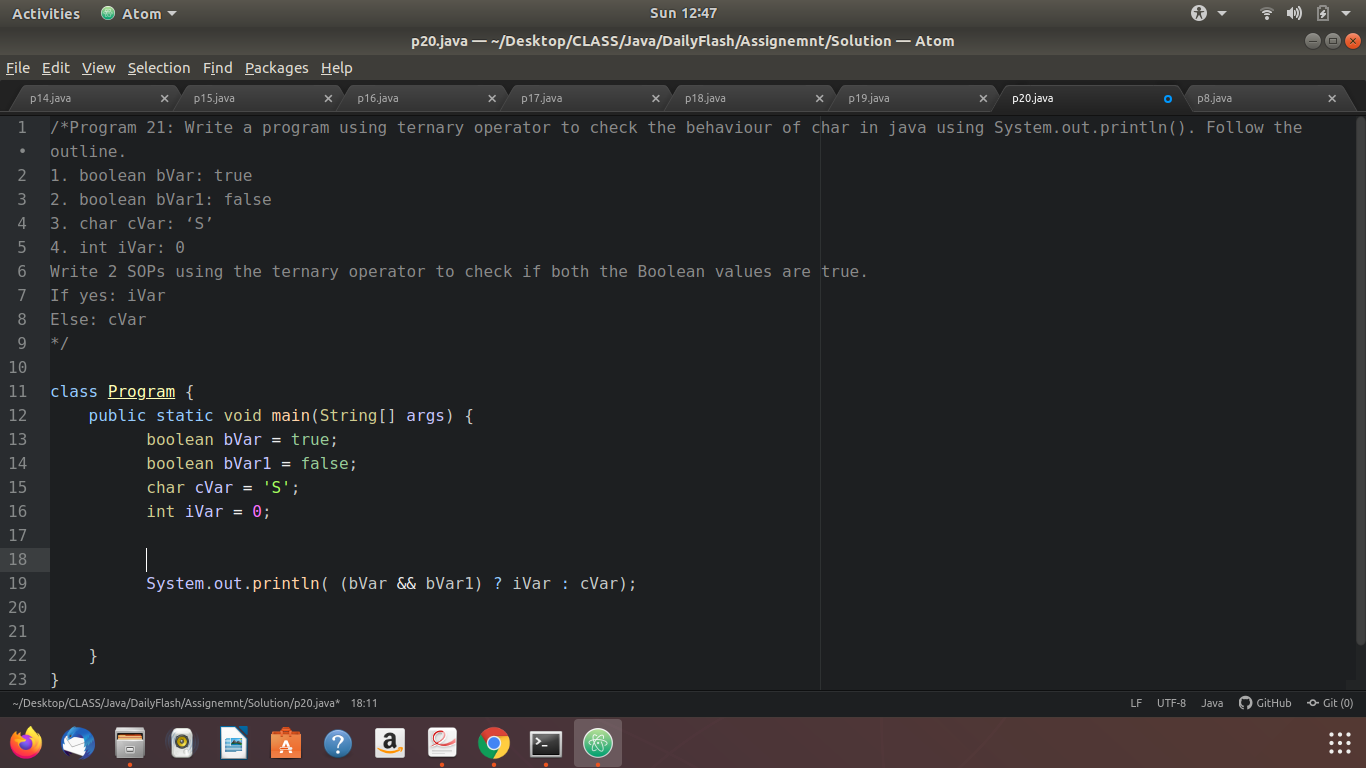 Activities Atom Sun 12:47
p20.java — ~/Desktop/CLASS/Java/DailyFlash/Assignemnt/Solution — Atom
File Edit View Selection Find Packages Help
p14.java p15.java p16.java p17.java p18.java p19.java p20.java p8.java
1 /*Program 21: Write a program using ternary operator to check the behaviour of char in java using System.out.println(). Follow the
• outline.
2 1. boolean bVar: true
3 2. boolean bVar1: false
4 3. char cVar: ‘S’
5 4. int iVar: 0
6 Write 2 SOPs using the ternary operator to check if both the Boolean values are true.
7 If yes: iVar
8 Else: cVar
9 */
10
11 class Program {
12 public static void main(String[] args) {
13 boolean bVar = true;
14 boolean bVar1 = false;
15 char cVar = 'S';
16 int iVar = 0;
17
18
19 System.out.println( (bVar && bVar1) ? iVar : cVar);
20
21
22 }
23 }
~/Desktop/CLASS/Java/DailyFlash/Assignemnt/Solution/p20.java* 18:11 LF UTF-8 Java GitHub Git (0)